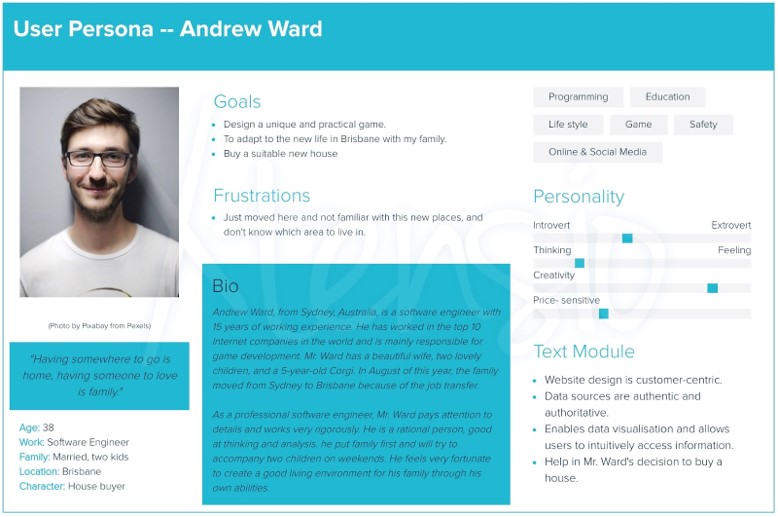 User Persona -- Andrew Ward
(Photo by Pixabay from Pexels)
"Having somewhere to go is
home, having someone to love
is family."
Age: 38
Work: Software Engineer
Family: Married, two kids
Location: Brisbane
Character: House buyer
Goals
• Design a unique and practical game.
• To adapt to the new life in Brisbane with my family.
• Buy a suitable new house
Frustrations
• Just moved here and not familiar with this new places, and
don't know which area to live in.
Bio
Andrew Ward, from Sydney, Australia, is a software engineer with
15 years of working experience. He has worked in the top 10
Internet companies in the world and is mainly responsible for
game development. Mr. Ward has a beautiful wife, two lovely
children, and a 5-year-old Corgi. In August of this year, the family
moved from Sydney to Brisbane because of the job transfer.
As a professional software engineer, Mr. Ward pays attention to
details and works very rigorously. He is a rational person, good
at thinking and analysis. he put family first and will try to
accompany two children on weekends. He feels very fortunate
to create a good living environment for his family through his
own abilities.
Programming Education
Life style Game Safety
Online & Social Media
Personality
Introvert Extrovert
Thinking Feeling
Creativity
Price- sensitive
Text Module
• Website design is customer-centric.
• Data sources are authentic and
authoritative.
• Enables data visualisation and allows
users to intuitively access information.
• Help in Mr. Ward's decision to buy a
house.
Xtensio